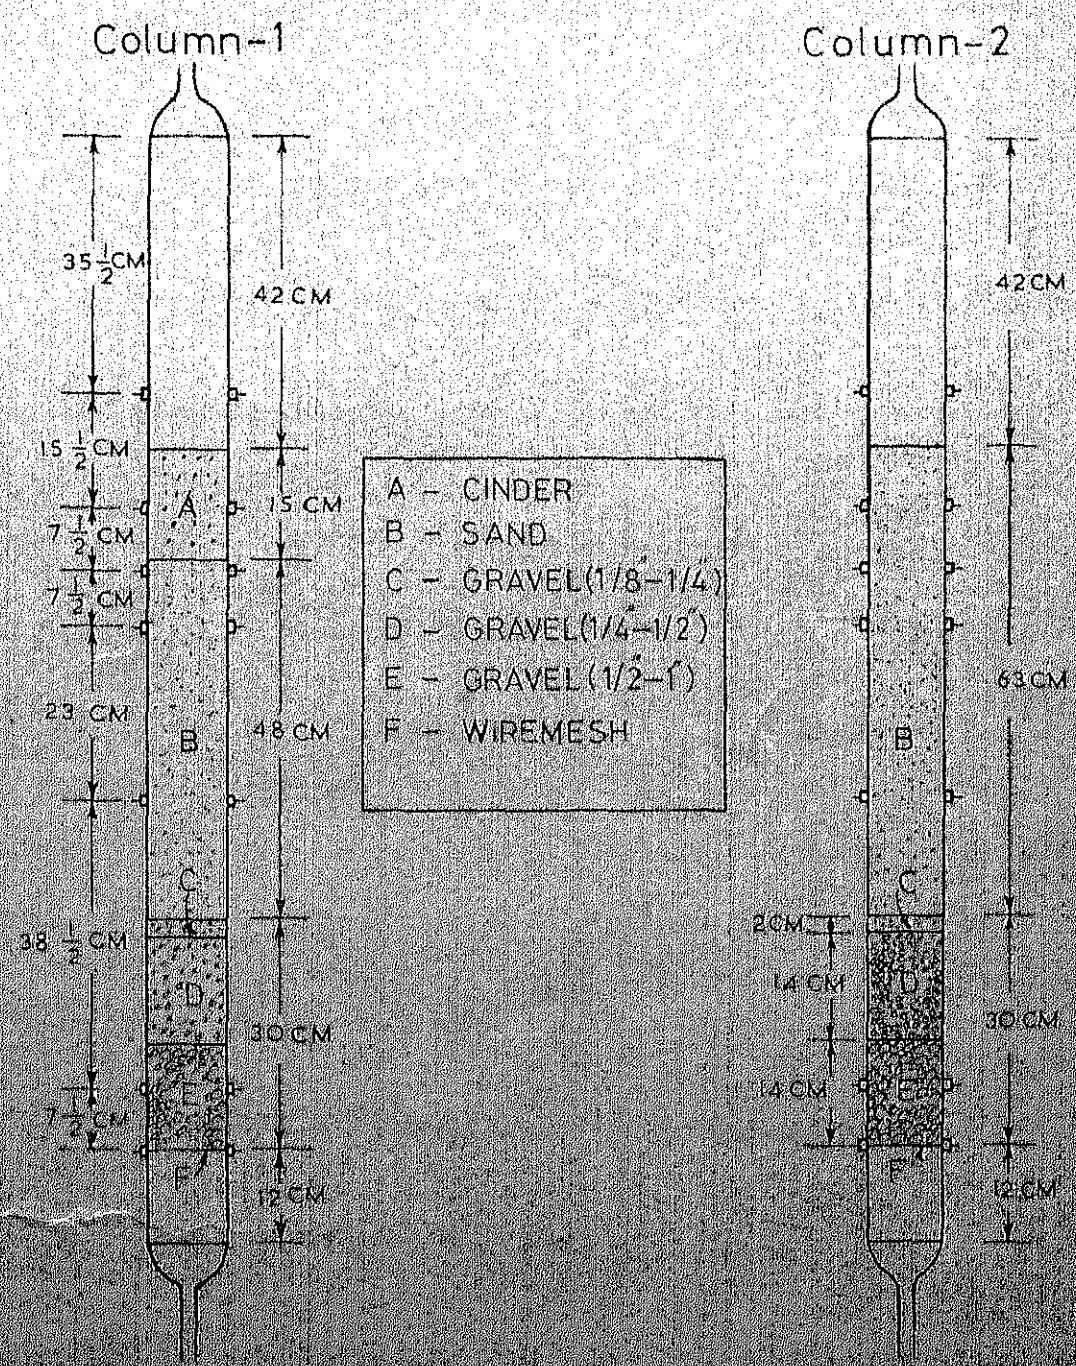 Column-1
Column-2
35 1/2 CM
42 CM
15 1/2 CM
15 CM
7 1/2 CM
7 1/2 CM
23 CM
48 CM
38 1/2 CM
30 CM
7 1/2 CM
12 CM
A
B
C
D
E
F
A - CINDER
B - SAND
C - GRAVEL(1/8"-1/4")
D - GRAVEL(1/4"-1/2")
E - GRAVEL(1/2"-1")
F - WIREMESH
42 CM
63 CM
2 CM
14 CM
14 CM
30 CM
12 CM
B
C
D
E
F